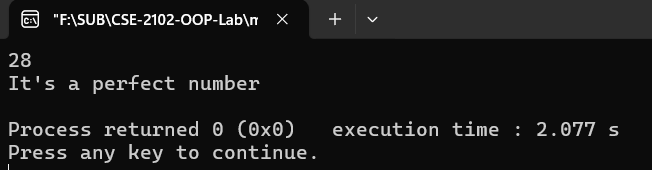 "F:\SUB\CSE-2102-OOP-Lab\m
28
It's a perfect number
Process returned 0 (0x0)   execution time : 2.077 s
Press any key to continue.